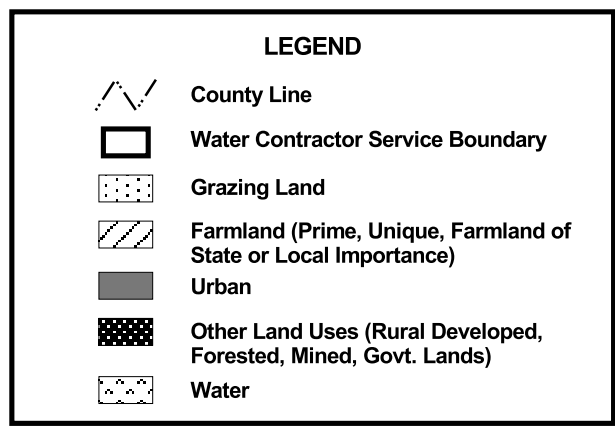 LEGEND
County Line
Water Contractor Service Boundary
Grazing Land
Farmland (Prime, Unique, Farmland of
State or Local Importance)
Urban
Other Land Uses (Rural Developed,
Forested, Mined, Govt. Lands)
Water